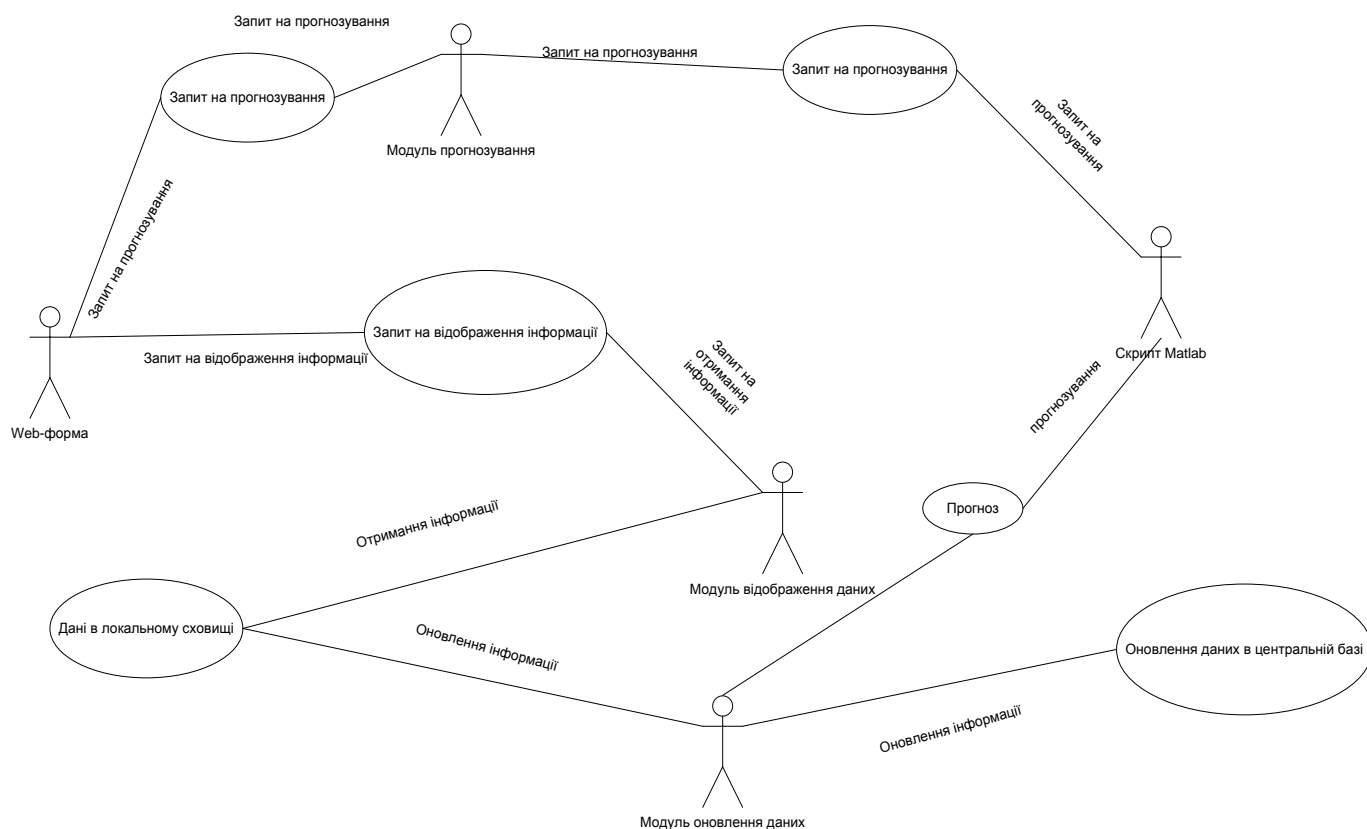 Запит на прогнозування
Запит на прогнозування
Запит на прогнозування
Запит на прогнозування
Модуль прогнозування
Запит на
прогнозування
Запит на прогнозування
Запит на відображення інформації
Запит на відображення інформації
Запит на
отримання
інформації
Скрипт Matlab
Web-форма
прогнозування
Прогноз
Отримання інформації
Модуль відображення даних
Дані в локальному сховищі
Оновлення інформації
Оновлення даних в центральній базі
Оновлення інформації
Модуль оновлення даних